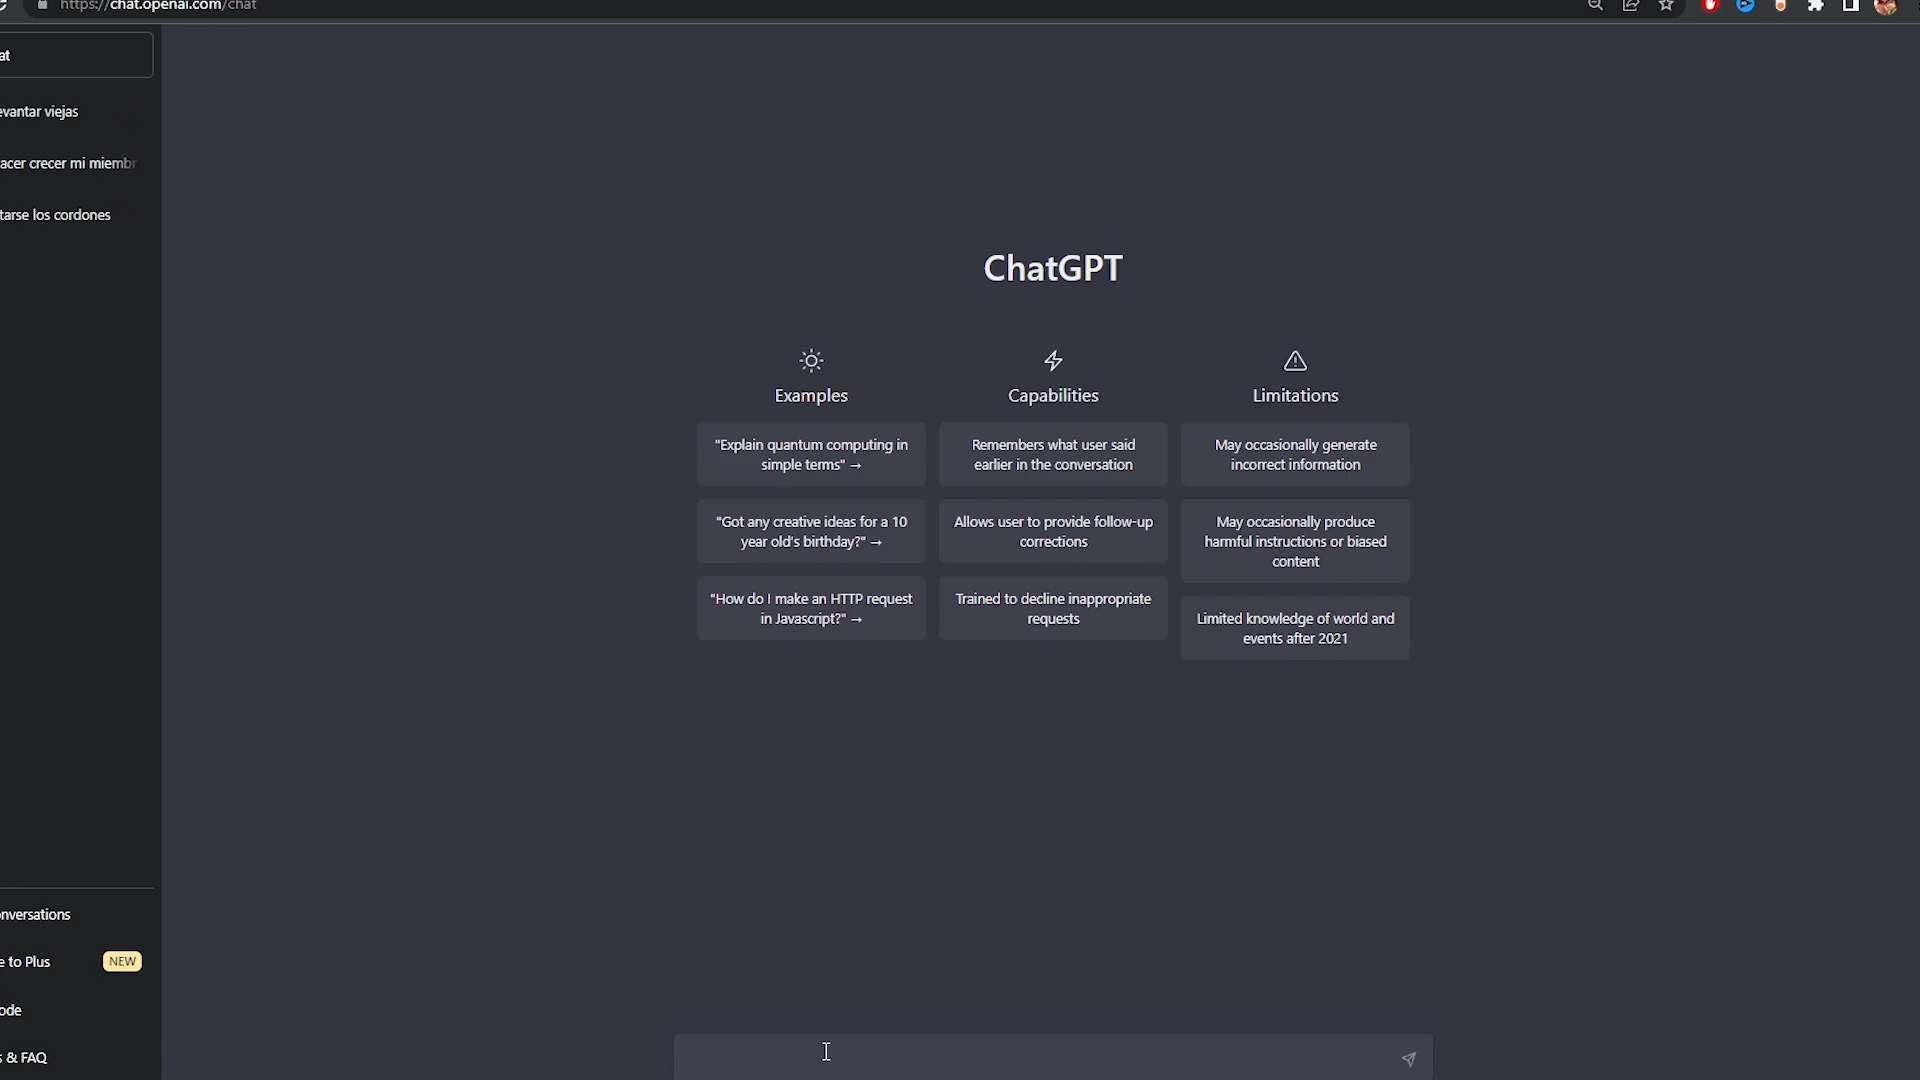 https://chat.openai.com/chat
at
evantar viejas
acer crecer mi miembr
tarse los cordones
ChatGPT
Examples
Capabilities
Limitations
"Explain quantum computing in
simple terms" →
Remembers what user said
earlier in the conversation
May occasionally generate
incorrect information
"Got any creative ideas for a 10
year old's birthday?" →
Allows user to provide follow-up
corrections
May occasionally produce
harmful instructions or biased
content
"How do I make an HTTP request
in Javascript?" →
Trained to decline inappropriate
requests
Limited knowledge of world and
events after 2021
onversations
e to Plus
NEW
ode
s & FAQ